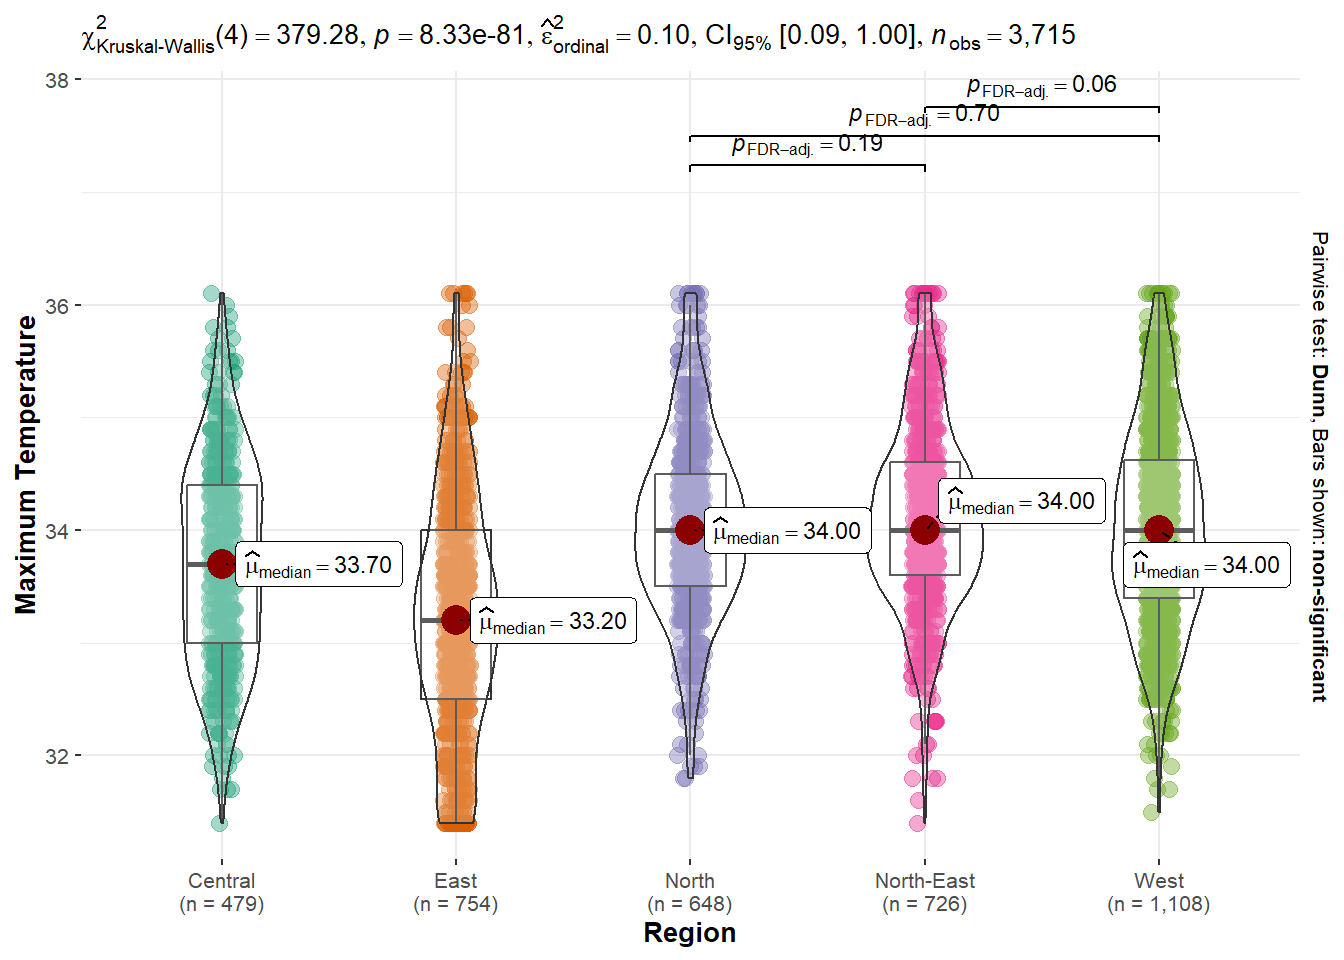 χ²Kruskal-Wallis(4) = 379.28, p = 8.33e-81, ε̂²ordinal = 0.10, CI95% [0.09, 1.00], nobs = 3,715
38
pFDR−adj. = 0.06
pFDR−adj. = 0.70
pFDR−adj. = 0.19
36
34
32
Maximum Temperature
μ̂median = 33.70
μ̂median = 33.20
μ̂median = 34.00
μ̂median = 34.00
μ̂median = 34.00
Pairwise test: Dunn, Bars shown: non-significant
Central
(n = 479)
East
(n = 754)
North
(n = 648)
North-East
(n = 726)
West
(n = 1,108)
Region